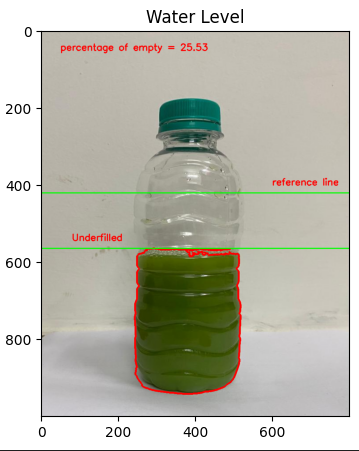 Water Level
0
percentage of empty = 25.53
200
400
reference line
Underfilled
600
800
0 200 400 600